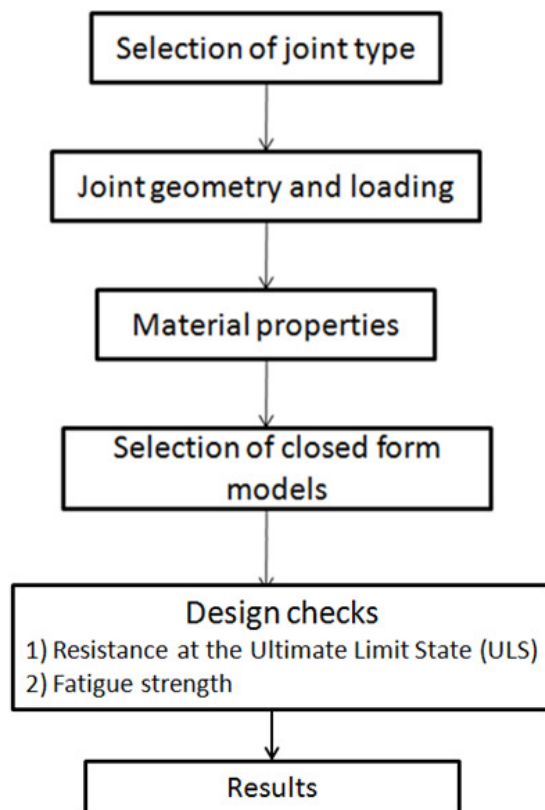 Selection of joint type
Joint geometry and loading
Material properties
Selection of closed form
models
Design checks
1) Resistance at the Ultimate Limit State (ULS)
2) Fatigue strength
Results